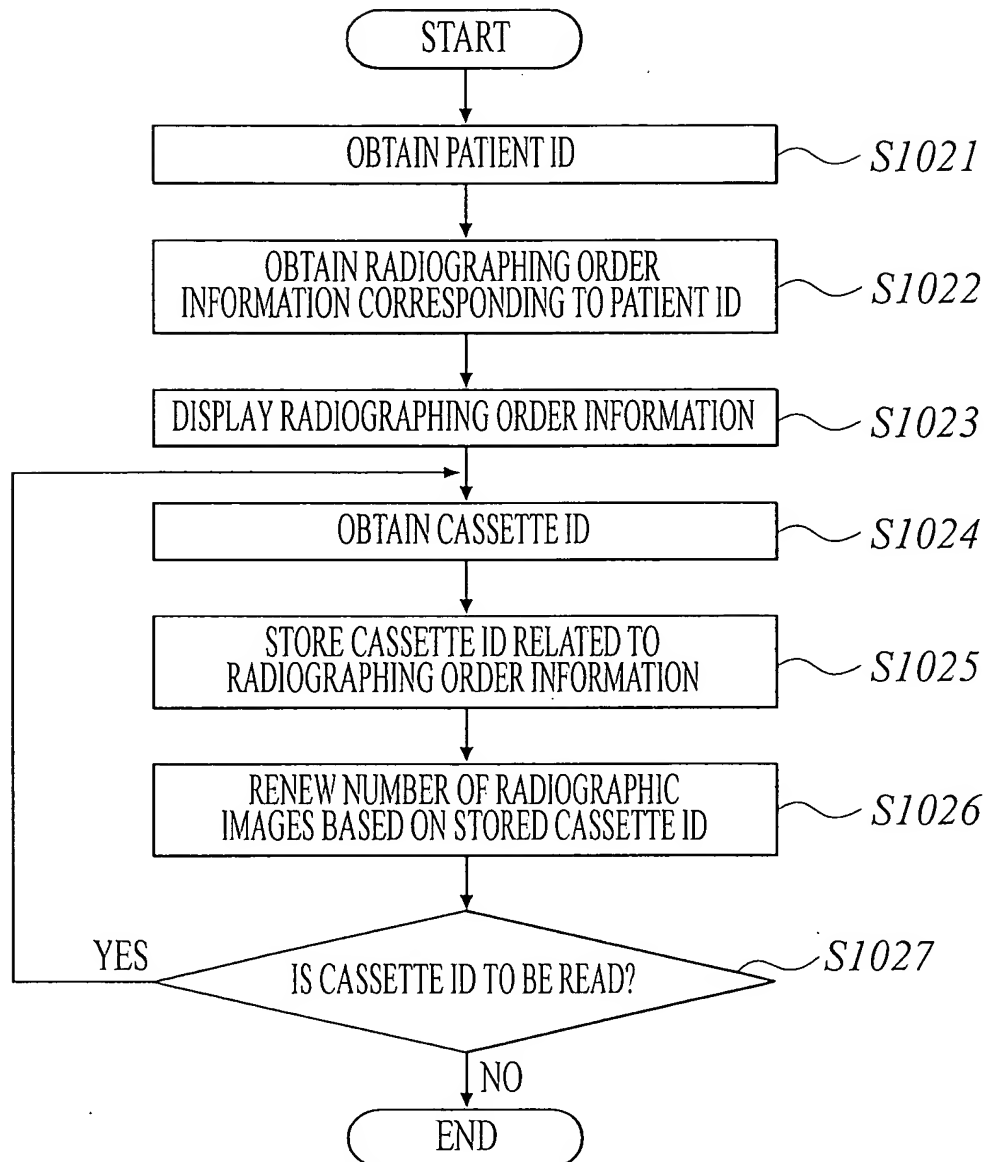 START
OBTAIN PATIENT ID
S1021
OBTAIN RADIOGRAPHING ORDER
INFORMATION CORRESPONDING TO PATIENT ID
S1022
DISPLAY RADIOGRAPHING ORDER INFORMATION
S1023
OBTAIN CASSETTE ID
S1024
STORE CASSETTE ID RELATED TO
RADIOGRAPHING ORDER INFORMATION
S1025
RENEW NUMBER OF RADIOGRAPHIC
IMAGES BASED ON STORED CASSETTE ID
S1026
YES
IS CASSETTE ID TO BE READ?
S1027
NO
END